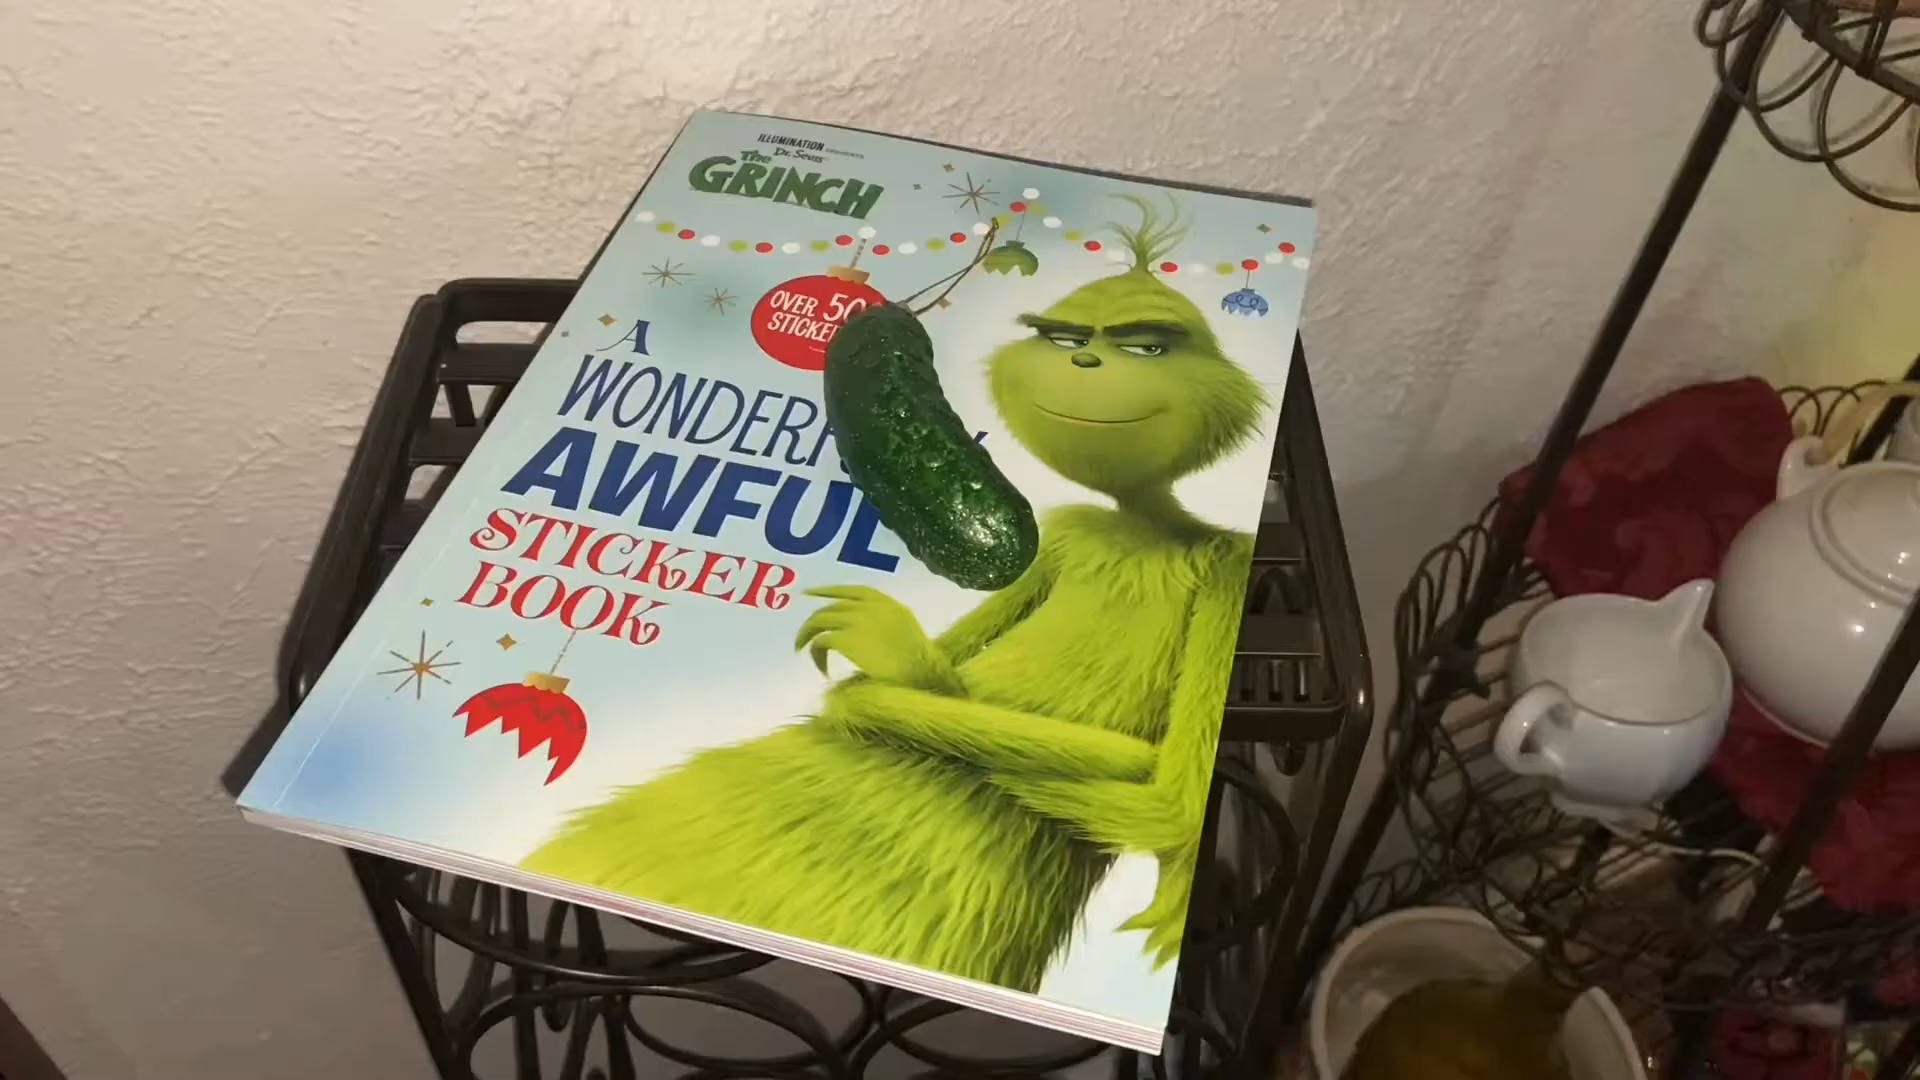 ILLUMINATION PRESENTS
Dr. Seuss'
The
GRINCH
OVER 50
STICKE
A
WONDERF
AWFUL
STICKER
BOOK